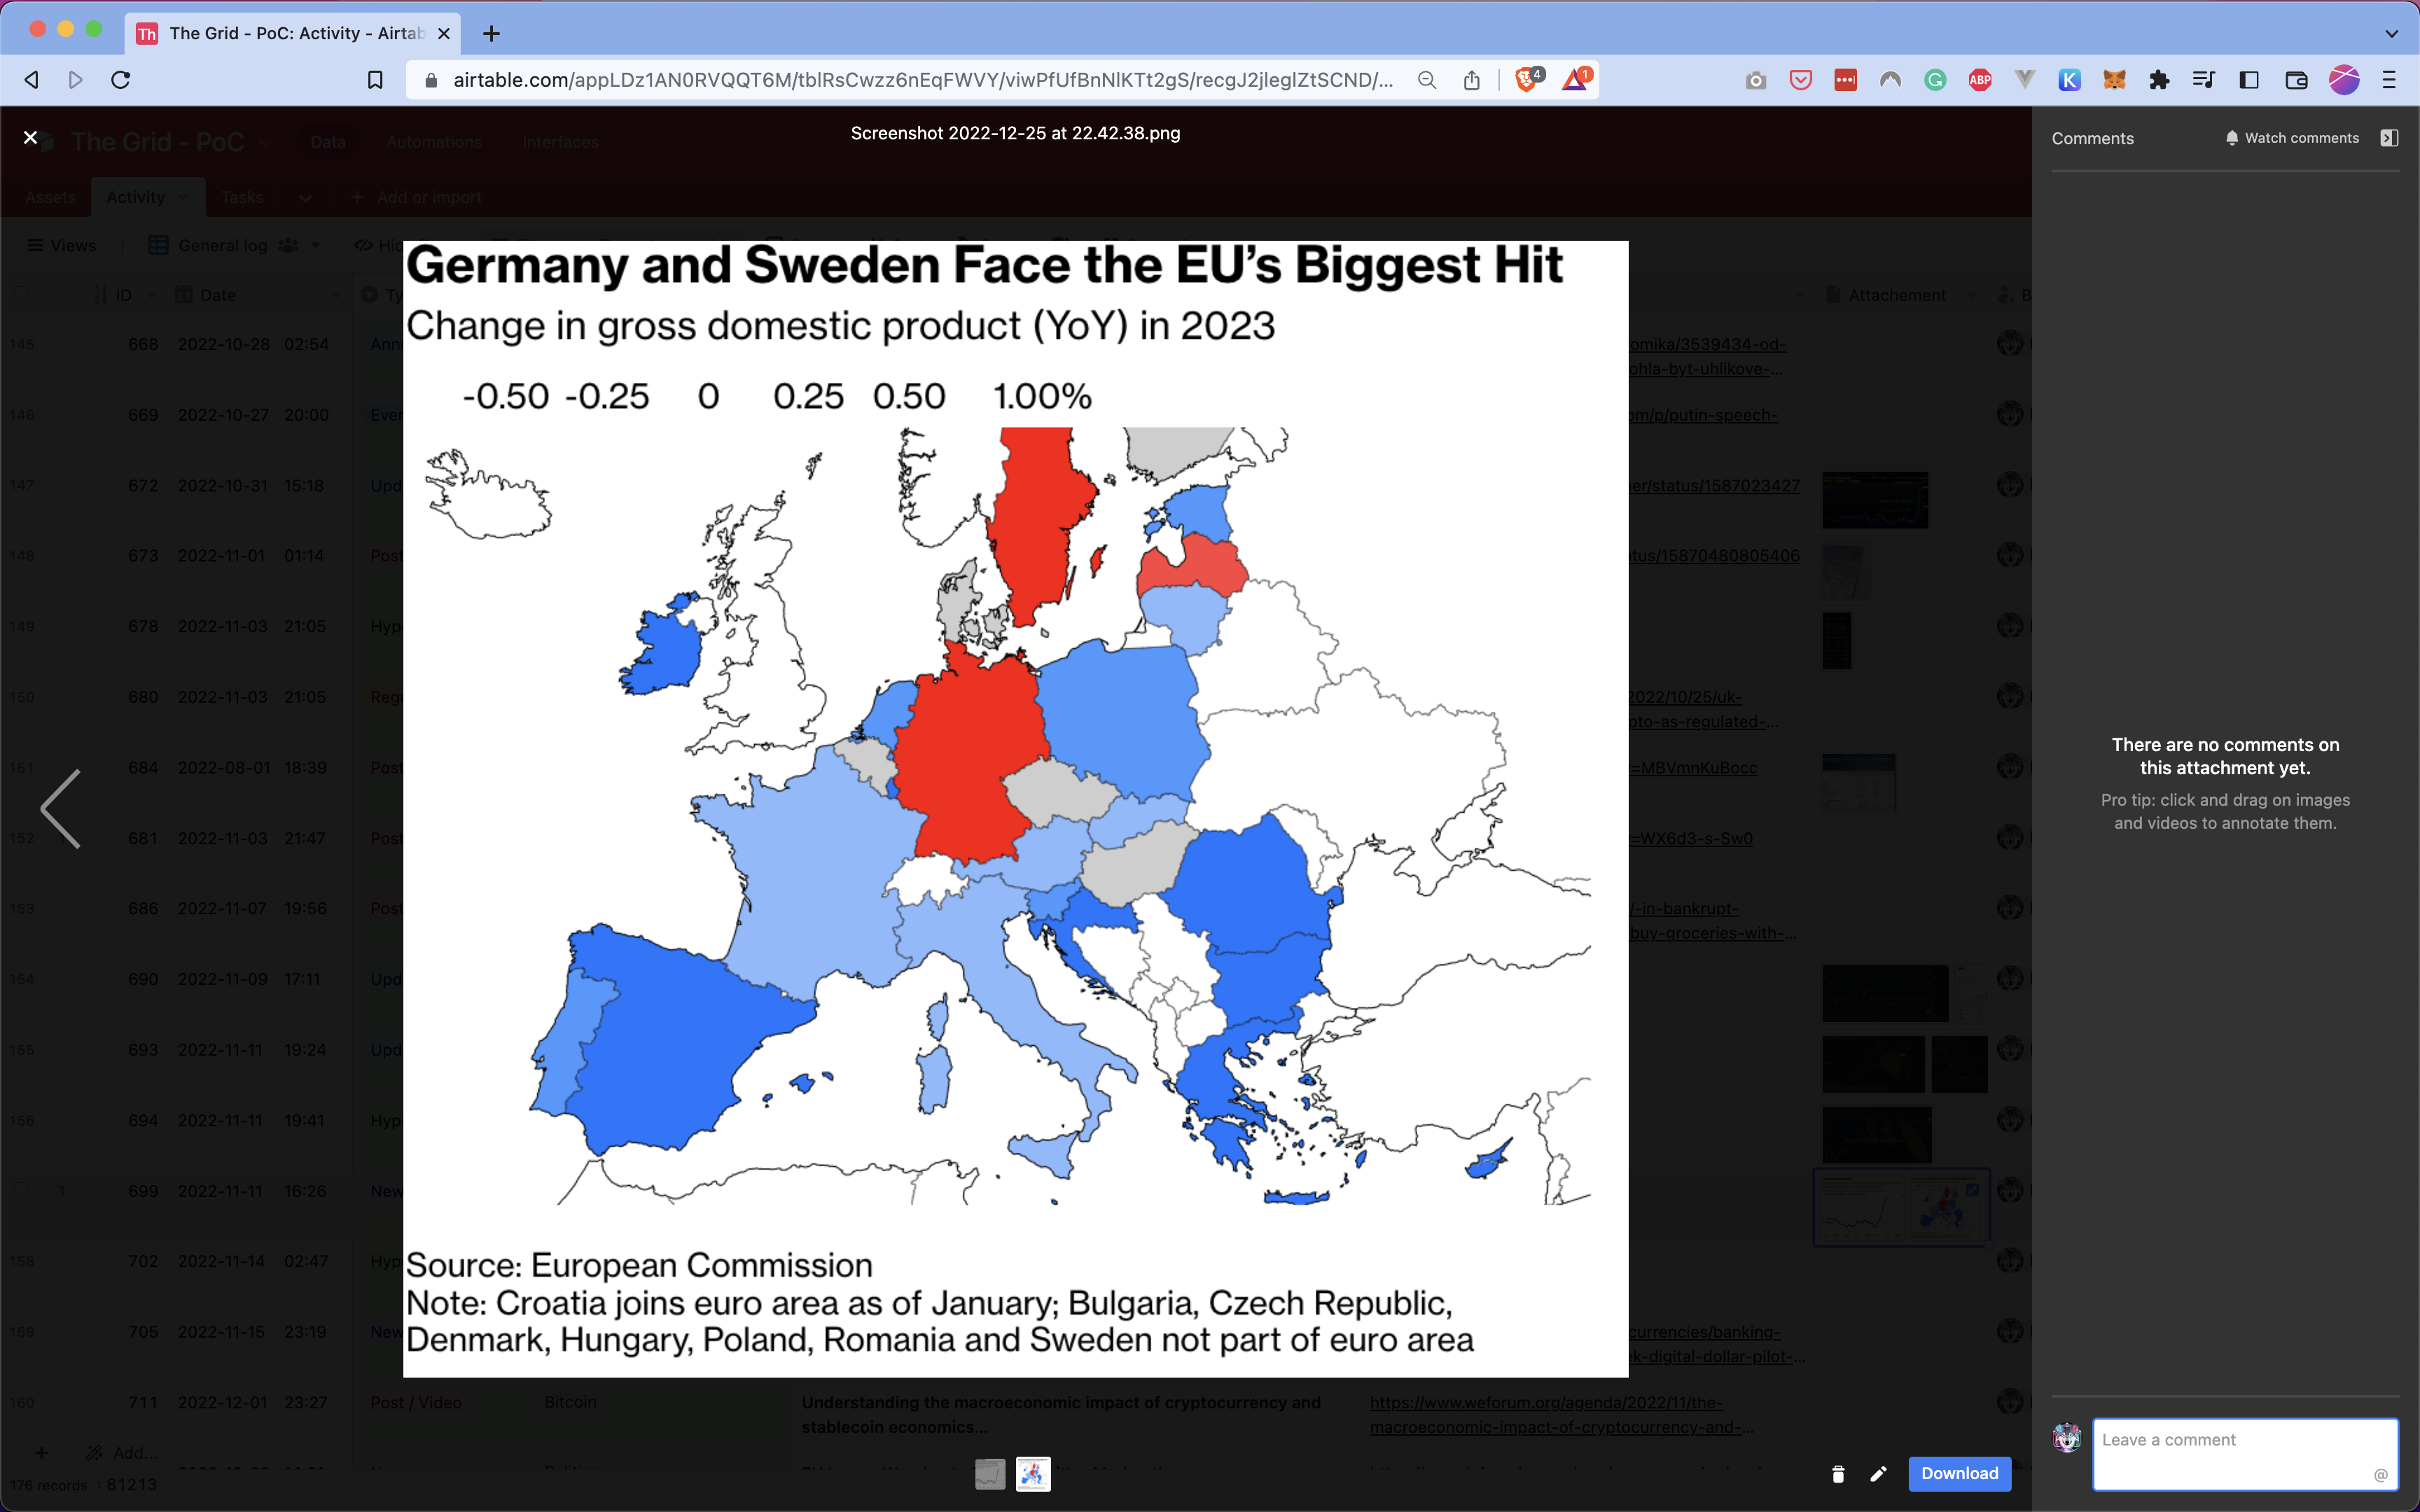 The Grid - PoC: Activity - Airtab
airtable.com/appLDz1AN0RVQQT6M/tblRsCwzz6nEqFWVY/viwPfUfBnNlKTt2gS/recgJ2jleglZtSCND/...
4
1
ABP
The Grid - PoC
Data
Automations
Interfaces
Screenshot 2022-12-25 at 22.42.38.png
Comments
Watch comments
Assets
Activity
Tasks
Add or import
Views
General log
Germany and Sweden Face the EU's Biggest Hit
Change in gross domestic product (YoY) in 2023
-0.50 -0.25 0 0.25 0.50 1.00%
Source: European Commission
Note: Croatia joins euro area as of January; Bulgaria, Czech Republic,
Denmark, Hungary, Poland, Romania and Sweden not part of euro area
ID
Date
Attachement
145 668 2022-10-28 02:54
omika/3539434-od-
ohla-byt-uhlikove-...
146 669 2022-10-27 20:00
om/p/putin-speech-
147 672 2022-10-31 15:18
er/status/1587023427
148 673 2022-11-01 01:14 Post
atus/15870480805406
149 678 2022-11-03 21:05
150 680 2022-11-03 21:05
2022/10/25/uk-
pto-as-regulated-...
151 684 2022-08-01 18:39 Post
=MBVmnKuBocc
152 681 2022-11-03 21:47 Post
=WX6d3-s-Sw0
153 686 2022-11-07 19:56 Post
/-in-bankrupt-
buy-groceries-with-...
154 690 2022-11-09 17:11
155 693 2022-11-11 19:24
156 694 2022-11-11 19:41
1 699 2022-11-11 16:26 New
158 702 2022-11-14 02:47
159 705 2022-11-15 23:19 New
currencies/banking-
ek-digital-dollar-pilot-...
160 711 2022-12-01 23:27 Post / Video Bitcoin
Understanding the macroeconomic impact of cryptocurrency and
stablecoin economics...
https://www.weforum.org/agenda/2022/11/the-
macroeconomic-impact-of-cryptocurrency-and-...
Add...
176 records
81213
There are no comments on
this attachment yet.
Pro tip: click and drag on images
and videos to annotate them.
Leave a comment
@
Download